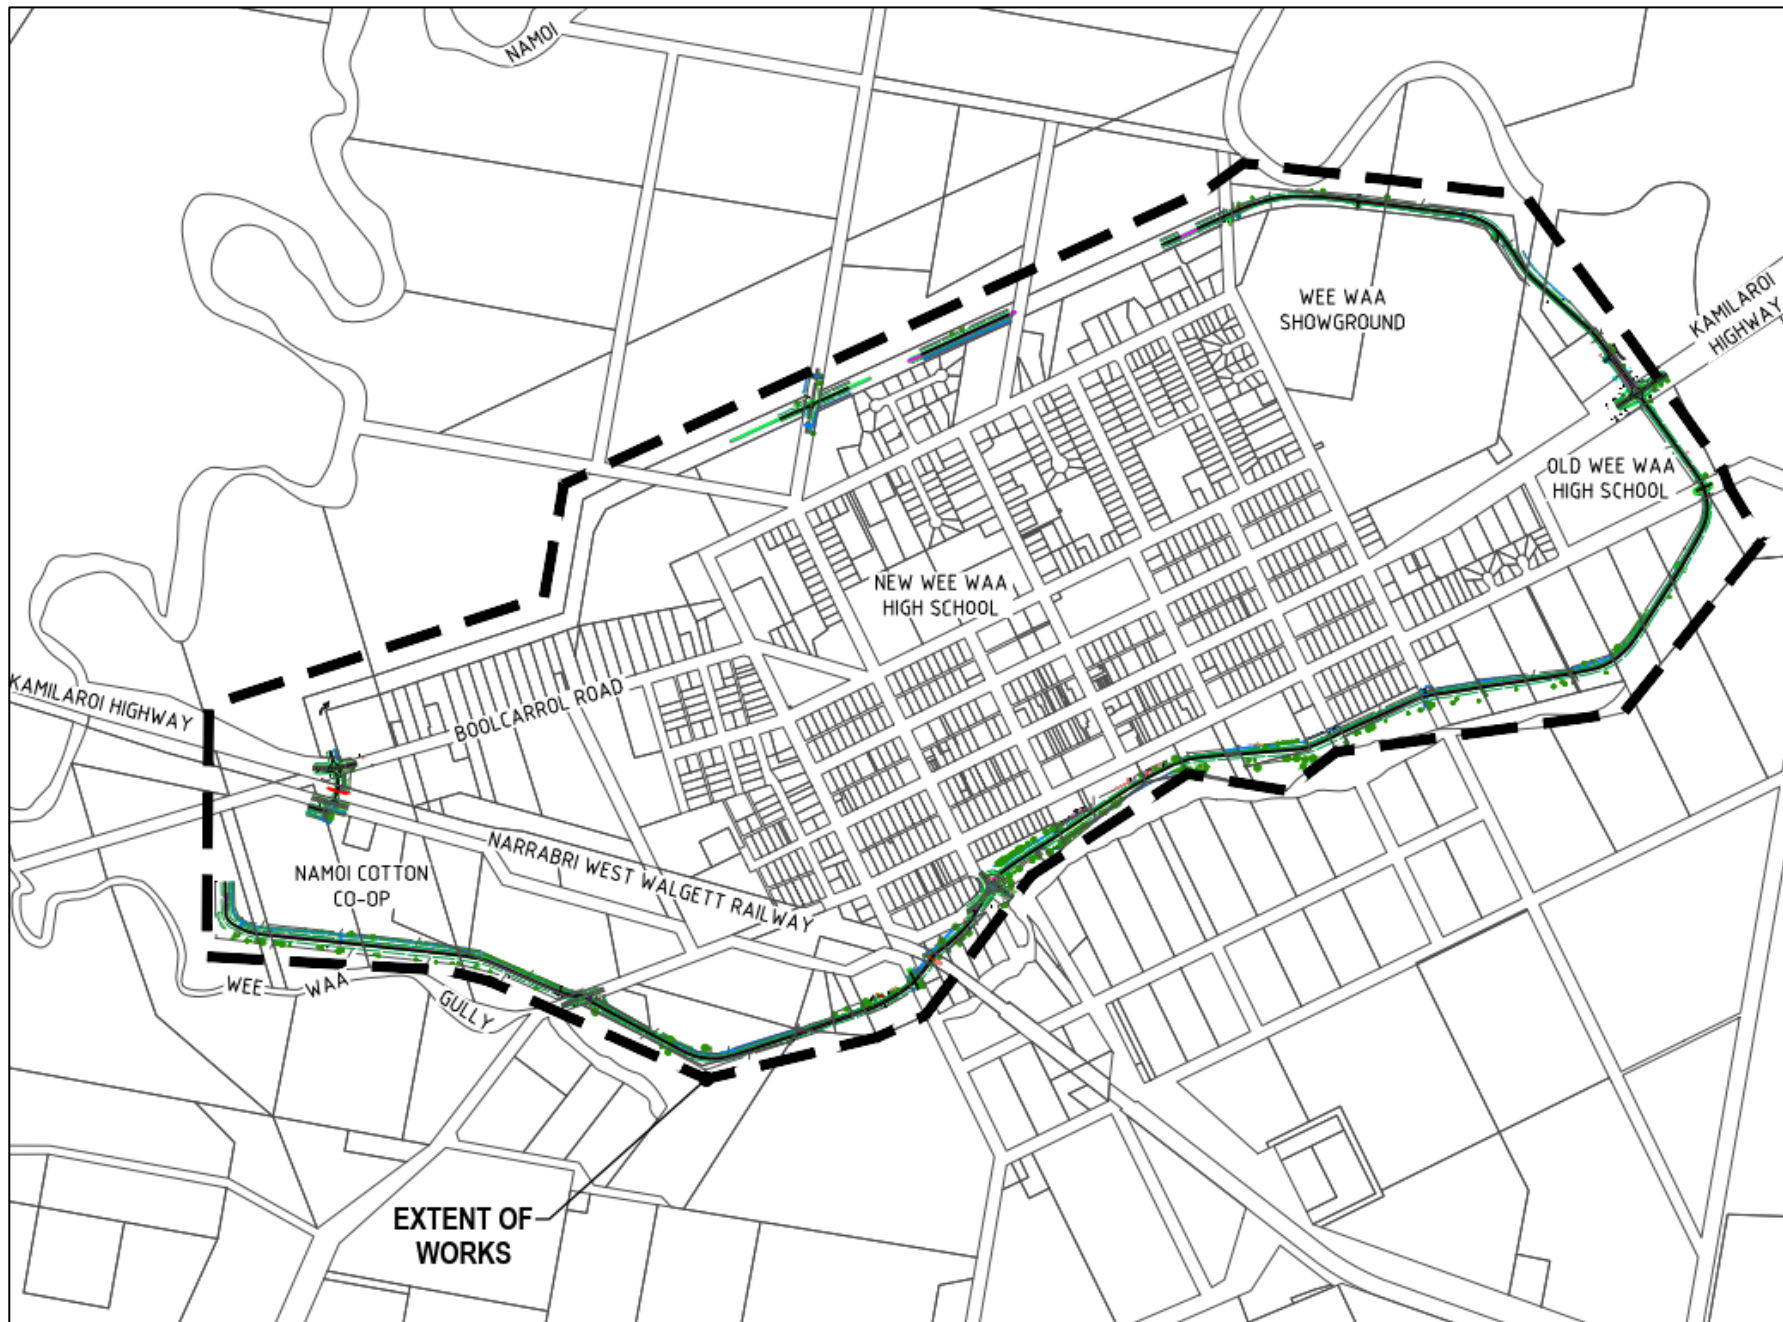 NAMOI
KAMILAROI
HIGHWAY
WEE WAA
SHOWGROUND
OLD WEE WAA
HIGH SCHOOL
NEW WEE WAA
HIGH SCHOOL
KAMILAROI HIGHWAY
BOOLCARROL ROAD
NARRABRI WEST WALGETT RAILWAY
NAMOI COTTON
CO-OP
WEE WAA GULLY
EXTENT OF
WORKS